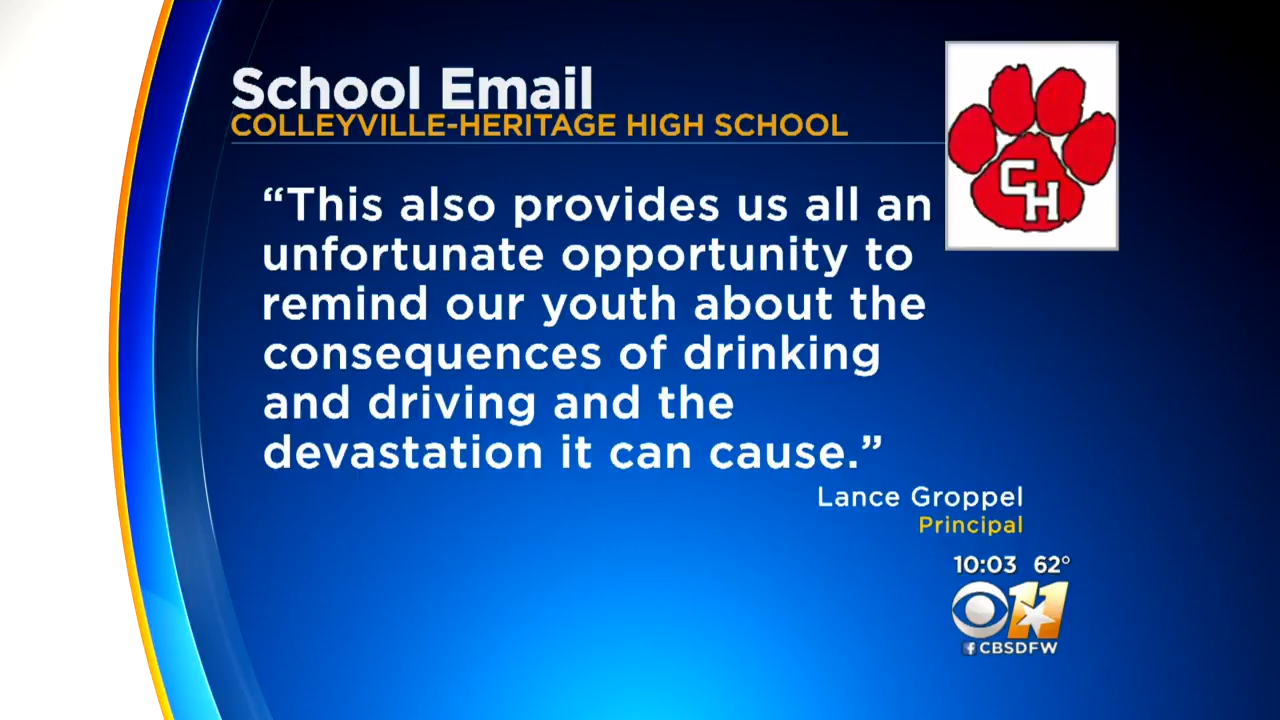 School Email
COLLEYVILLE-HERITAGE HIGH SCHOOL
CH
“This also provides us all an
unfortunate opportunity to
remind our youth about the
consequences of drinking
and driving and the
devastation it can cause.”
Lance Groppel
Principal
10:03 62°
11
f CBSDFW